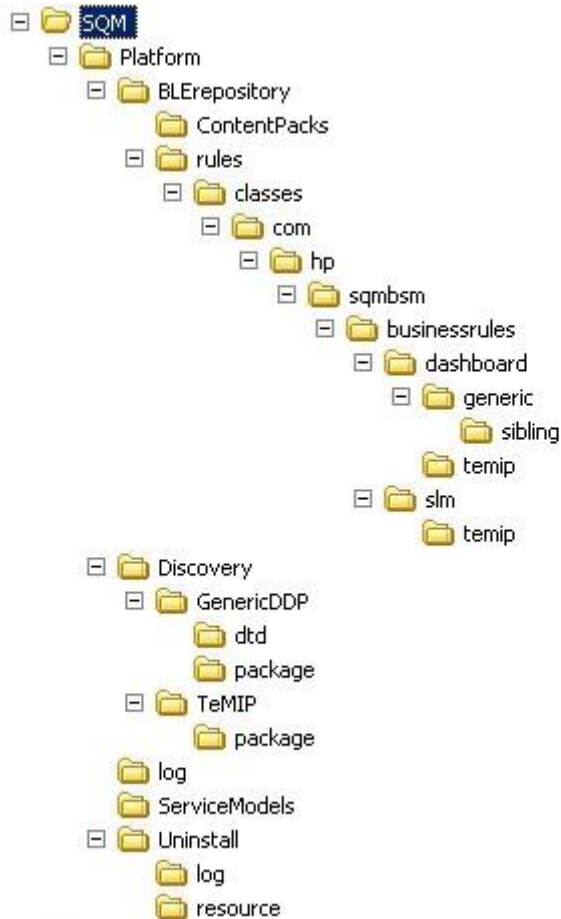 SQM
Platform
BLErepository
ContentPacks
rules
classes
com
hp
sqmbsm
businessrules
dashboard
generic
sibling
temip
slm
temip
Discovery
GenericDDP
dtd
package
TeMIP
package
log
ServiceModels
Uninstall
log
resource